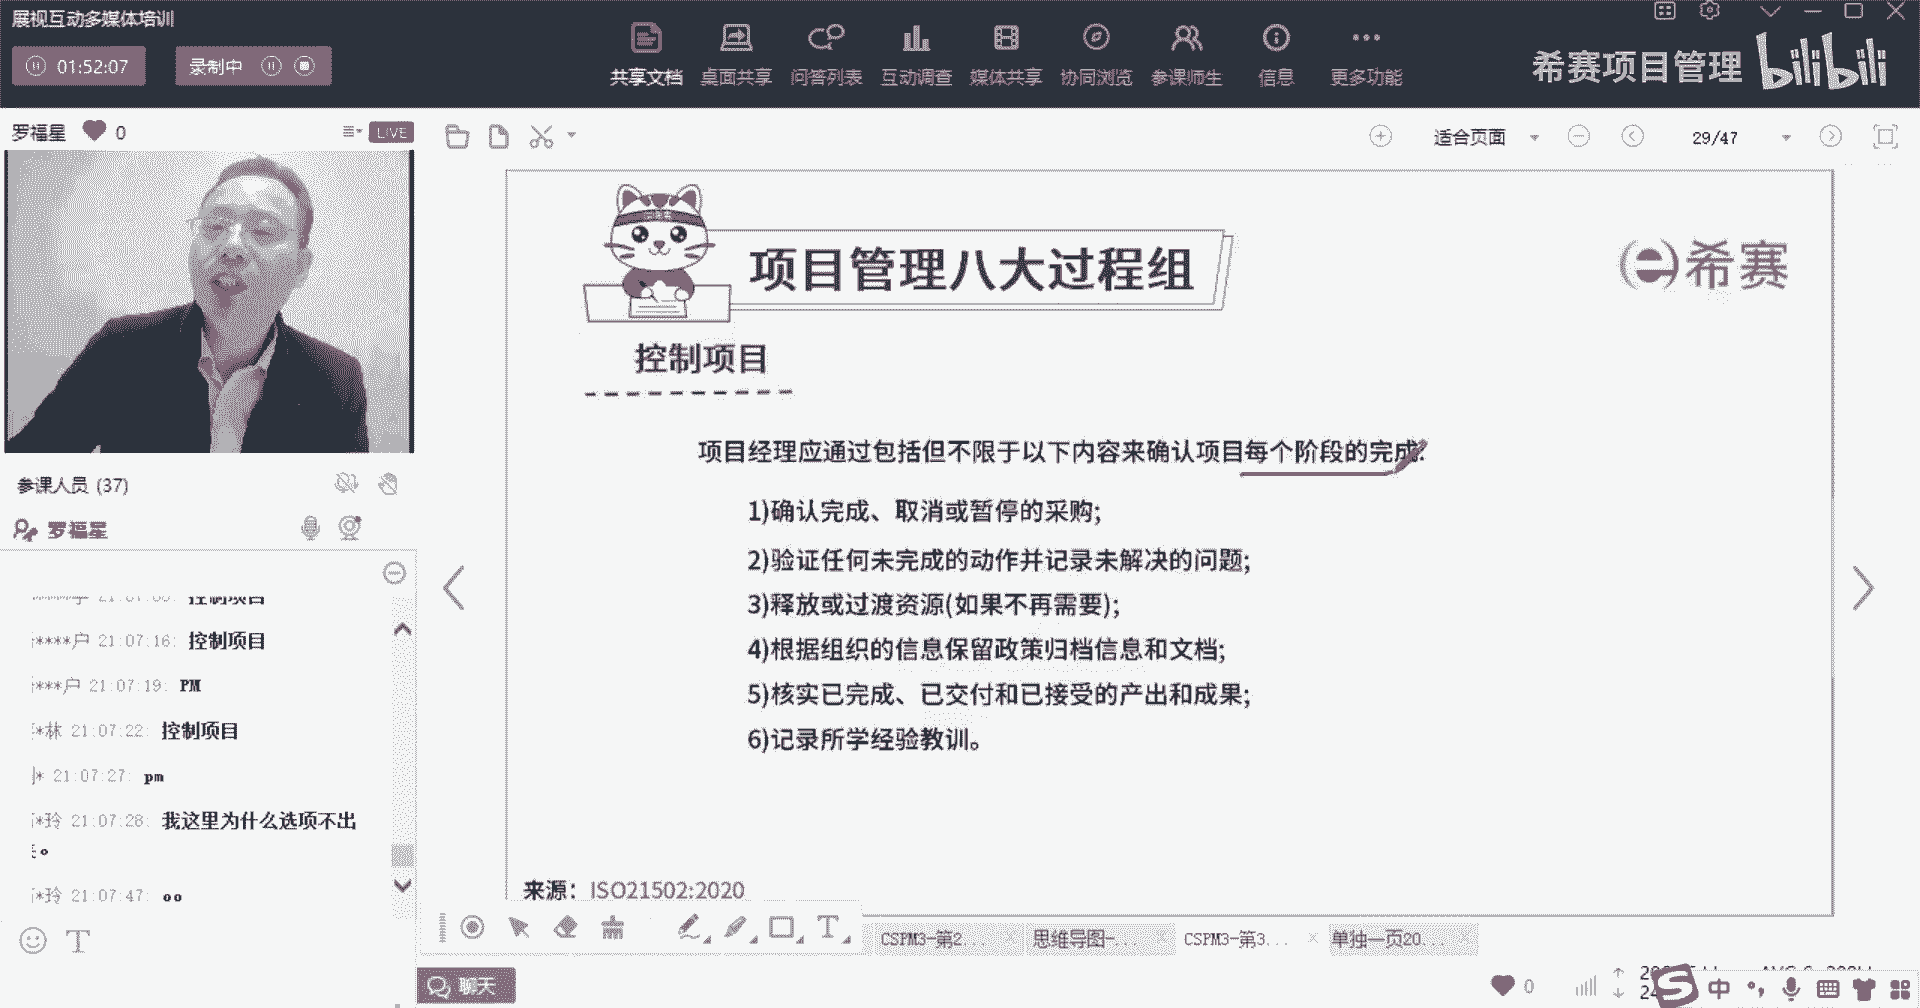 展视互动多媒体培训
01:52:07
录制中
共享文档 桌面共享 问答列表 互动调查 媒体共享 协同浏览 参课师生 信息 更多功能
希赛项目管理 bilibili
罗福星 0 LIVE
适合页面 29/47
参课人员 (37)
罗福星
项目管理八大过程组
希赛
控制项目
项目经理应通过包括但不限于以下内容来确认项目每个阶段的完成:
1)确认完成、取消或暂停的采购;
2)验证任何未完成的动作并记录未解决的问题;
3)释放或过渡资源(如果不再需要);
4)根据组织的信息保留政策归档信息和文档;
5)核实已完成、已交付和已接受的产出和成果;
6)记录所学经验教训。
来源: ISO21502:2020
控制项目
****户 21:07:16: 控制项目
***户 21:07:19: PM
*林 21:07:22: 控制项目
* 21:07:27: pm
*玲 21:07:28: 我这里为什么选项不出
。
*玲 21:07:47: oo
CSPM3-第2... 思维导图-... CSPM3-第3... 单独一页20...
聊天
0
中